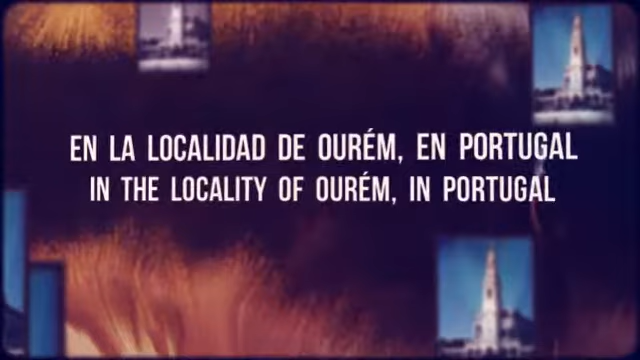 EN LA LOCALIDAD DE OURÉM, EN PORTUGAL
IN THE LOCALITY OF OURÉM, IN PORTUGAL